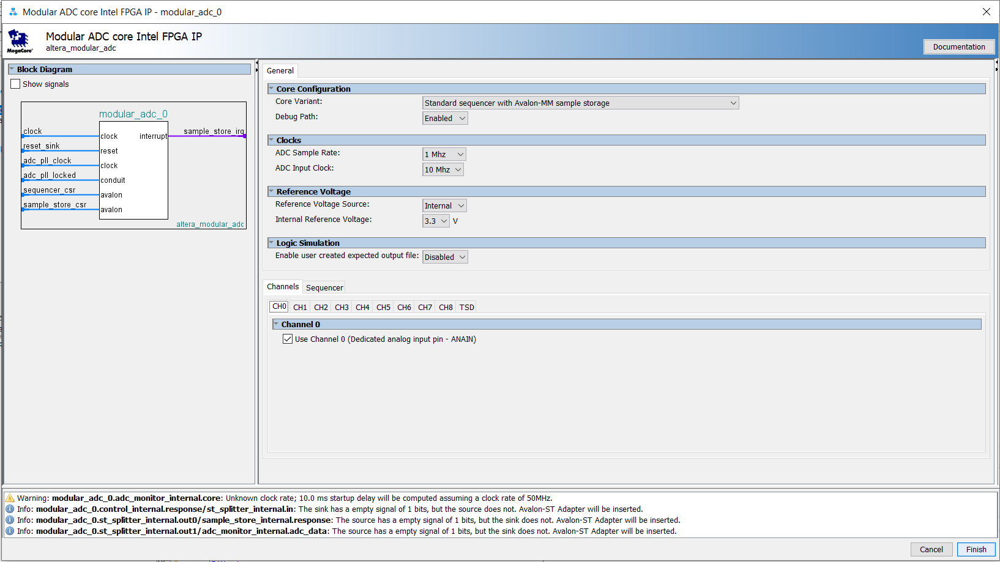 Modular ADC core Intel FPGA IP - modular_adc_0
Modular ADC core Intel FPGA IP
altera_modular_adc
MegaCore®
Documentation
Block Diagram
Show signals
modular_adc_0
clock
clock
interrupt
sample_store_irq
reset_sink
reset
adc_pll_clock
clock
adc_pll_locked
conduit
sequencer_csr
avalon
sample_store_csr
avalon
altera_modular_adc
General
Core Configuration
Core Variant: Standard sequencer with Avalon-MM sample storage
Debug Path: Enabled
Clocks
ADC Sample Rate: 1 Mhz
ADC Input Clock: 10 Mhz
Reference Voltage
Reference Voltage Source: Internal
Internal Reference Voltage: 3.3 V
Logic Simulation
Enable user created expected output file: Disabled
Channels Sequencer
CH0 CH1 CH2 CH3 CH4 CH5 CH6 CH7 CH8 TSD
Channel 0
Use Channel 0 (Dedicated analog input pin - ANAIN)
Warning: modular_adc_0.adc_monitor_internal.core: Unknown clock rate; 10.0 ms startup delay will be computed assuming a clock rate of 50MHz.
Info: modular_adc_0.control_internal.response/st_splitter_internal.in: The sink has a empty signal of 1 bits, but the source does not. Avalon-ST Adapter will be inserted.
Info: modular_adc_0.st_splitter_internal.out0/sample_store_internal.response: The source has a empty signal of 1 bits, but the sink does not. Avalon-ST Adapter will be inserted.
Info: modular_adc_0.st_splitter_internal.out1/adc_monitor_internal.adc_data: The source has a empty signal of 1 bits, but the sink does not. Avalon-ST Adapter will be inserted.
Cancel Finish